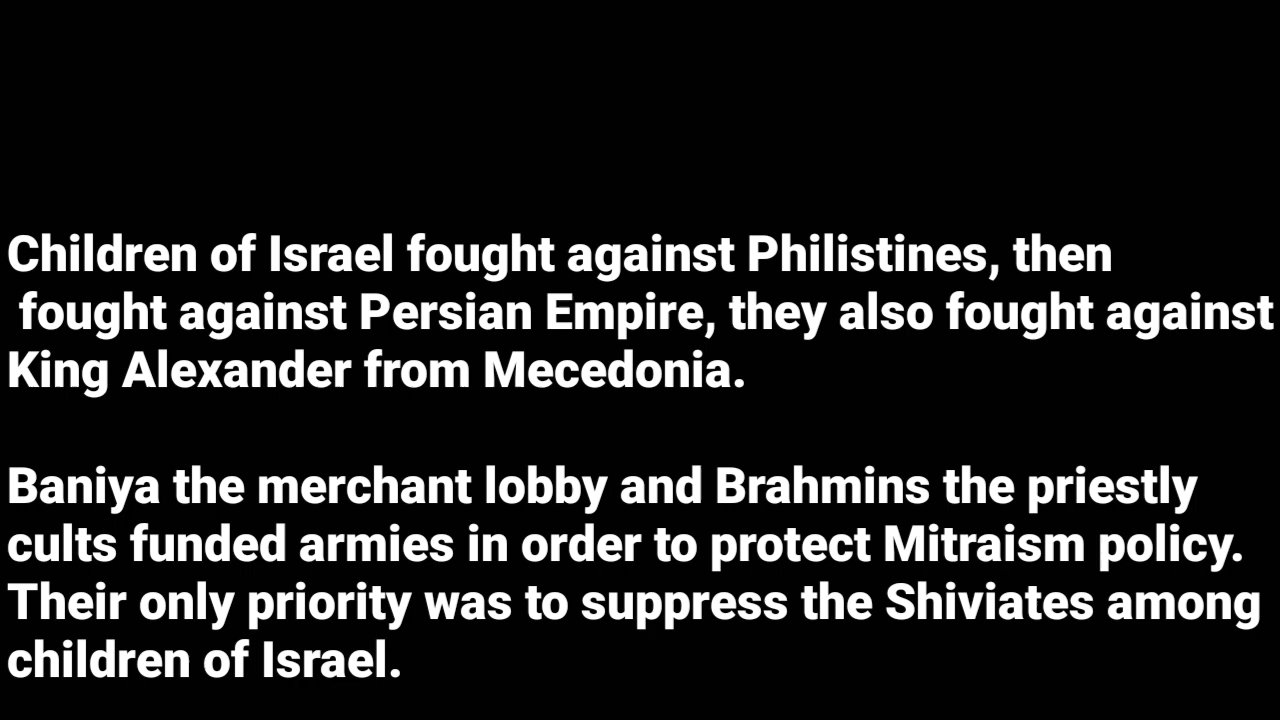 Children of Israel fought against Philistines, then
fought against Persian Empire, they also fought against
King Alexander from Mecedonia.
Baniya the merchant lobby and Brahmins the priestly
cults funded armies in order to protect Mitraism policy.
Their only priority was to suppress the Shiviates among
children of Israel.